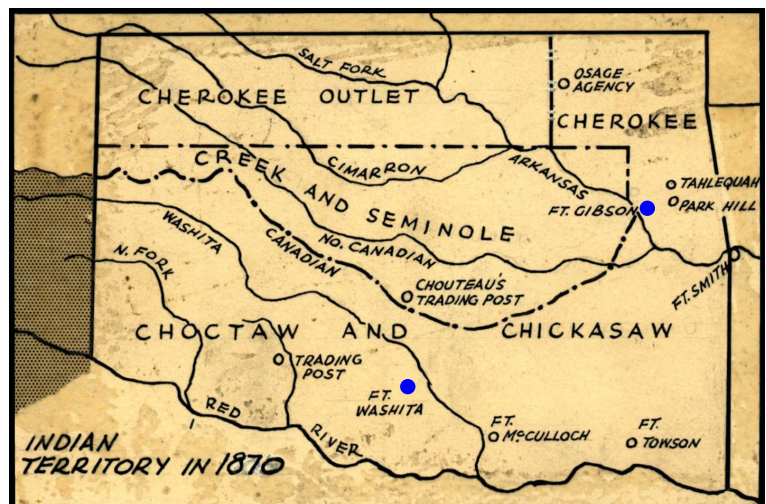 SALT FORK
OSAGE
AGENCY
CHEROKEE OUTLET
CHEROKEE
CREEK AND SEMINOLE
CIMARRON
ARKANSAS
TAHLEQUAH
PARK HILL
FT. GIBSON
WASHITA
CANADIAN
NO. CANADIAN
N. FORK
CHOUTEAU'S
TRADING POST
FT. SMITH
CHOCTAW AND CHICKASAW
TRADING
POST
FT.
WASHITA
RED RIVER
FT.
McCULLOCH
FT.
TOWSON
INDIAN
TERRITORY IN 1870